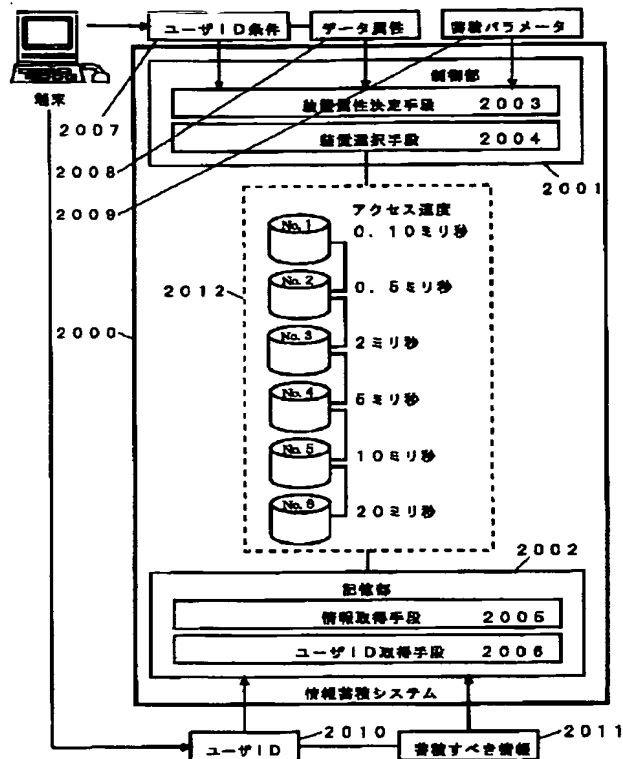 ユーザID条件
データ属性
蓄積パラメータ
端末
制御部
装置属性決定手段 2003
装置選択手段 2004
2007
2008
2009
2001
アクセス速度
No. 1
0.10ミリ秒
No. 2
0.5ミリ秒
2012
No. 3
2ミリ秒
2000
No. 4
5ミリ秒
No. 5
10ミリ秒
No. 6
20ミリ秒
2002
記憶部
情報取得手段 2005
ユーザID取得手段 2006
情報蓄積システム
ユーザID
2010
蓄積すべき情報
2011